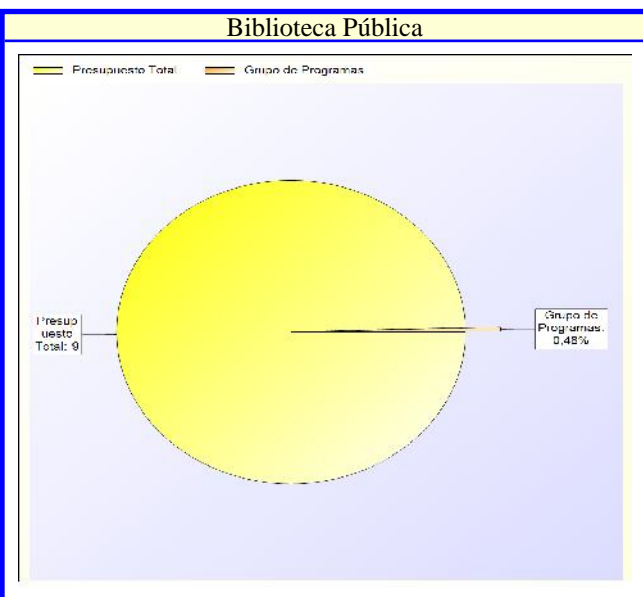 Biblioteca Pública
Presupuesto Total Grupo de Programas
Presup
uesto
Total: 9
Grupo de
Programas:
0,48%